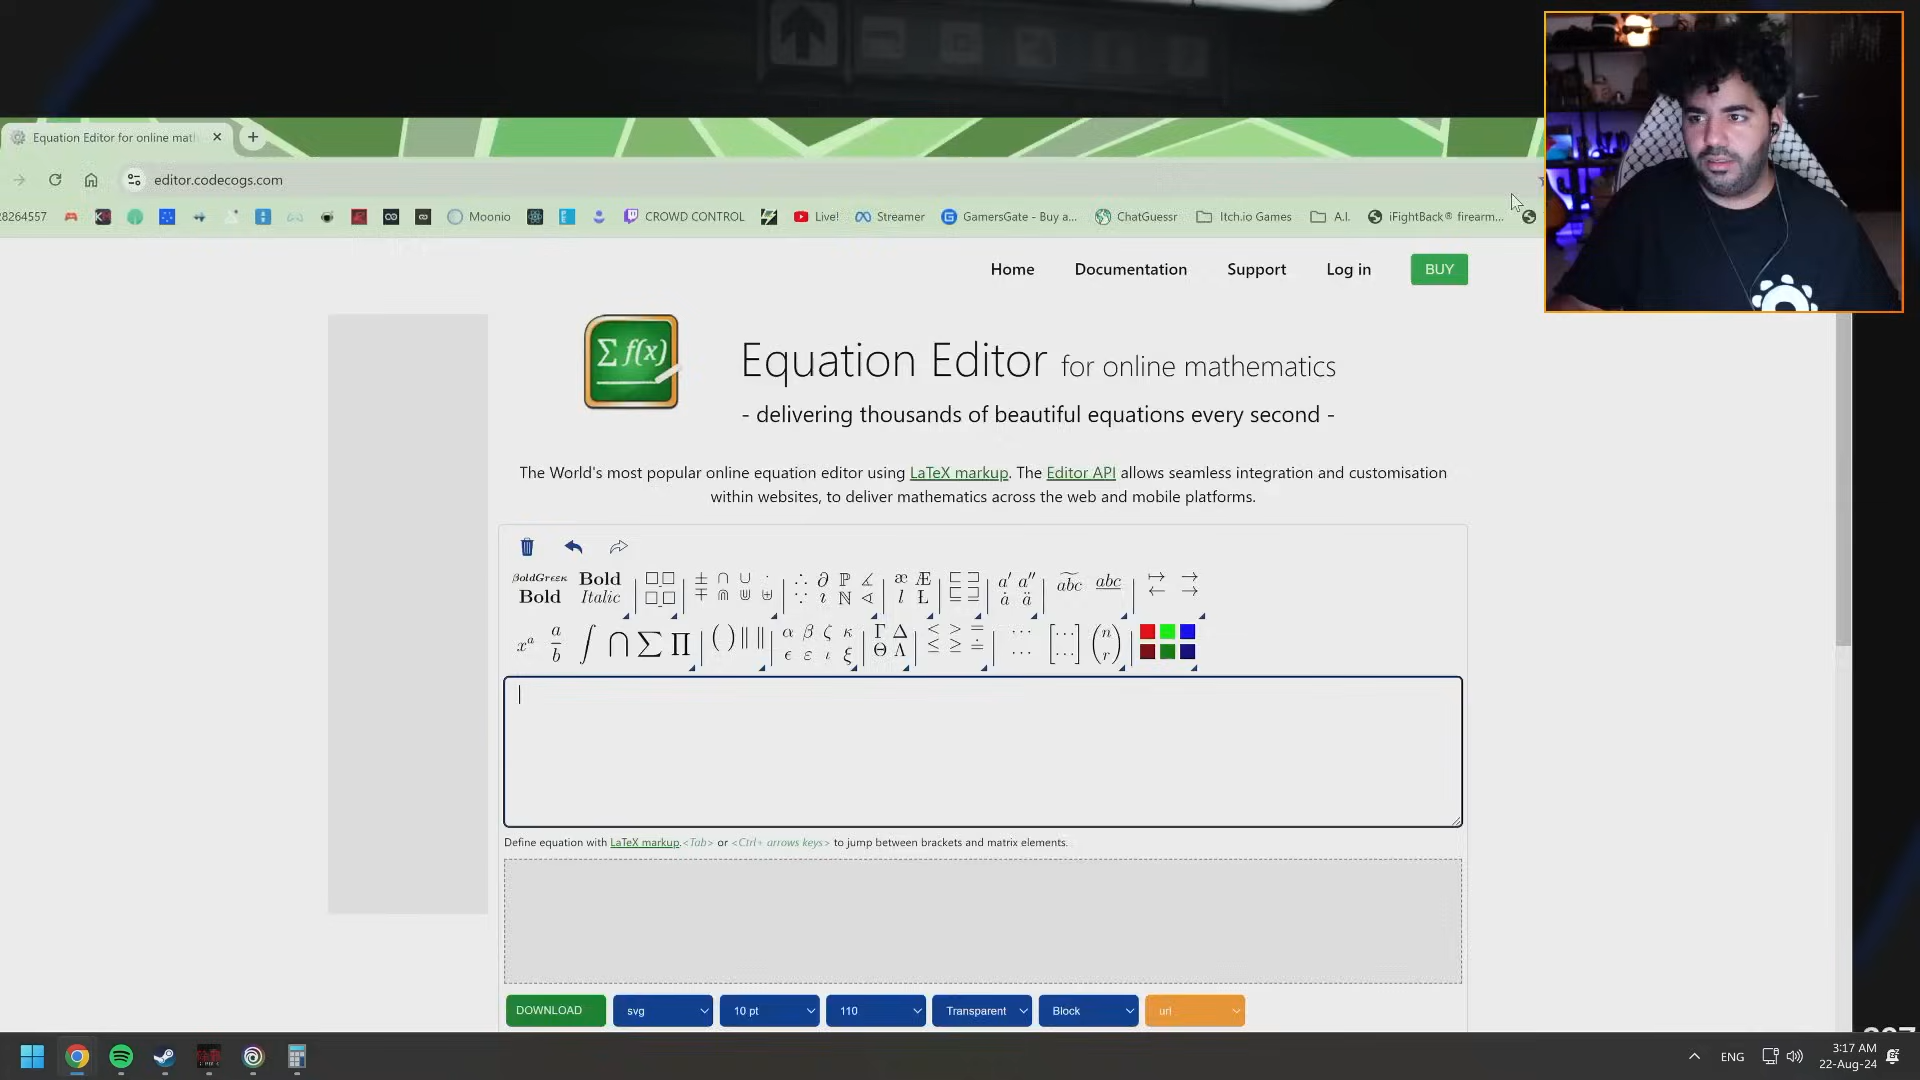 Equation Editor for online mat
editor.codecogs.com
28264557
Moonio
CROWD CONTROL
Live!
Streamer
GamersGate - Buy a...
ChatGuessr
Itch.io Games
A.I.
iFightBack® firearm...
Home
Documentation
Support
Log in
BUY
Σ f(x)
Equation Editor for online mathematics
- delivering thousands of beautiful equations every second -
The World's most popular online equation editor using LaTeX markup. The Editor API allows seamless integration and customisation
within websites, to deliver mathematics across the web and mobile platforms.
βoldGrεεκ Bold
Bold Italic
abc abc
Define equation with LaTeX markup.<Tab> or <Ctrl+ arrows keys> to jump between brackets and matrix elements.
DOWNLOAD
svg
10 pt
110
Transparent
Block
url
ENG
3:17 AM
22-Aug-24